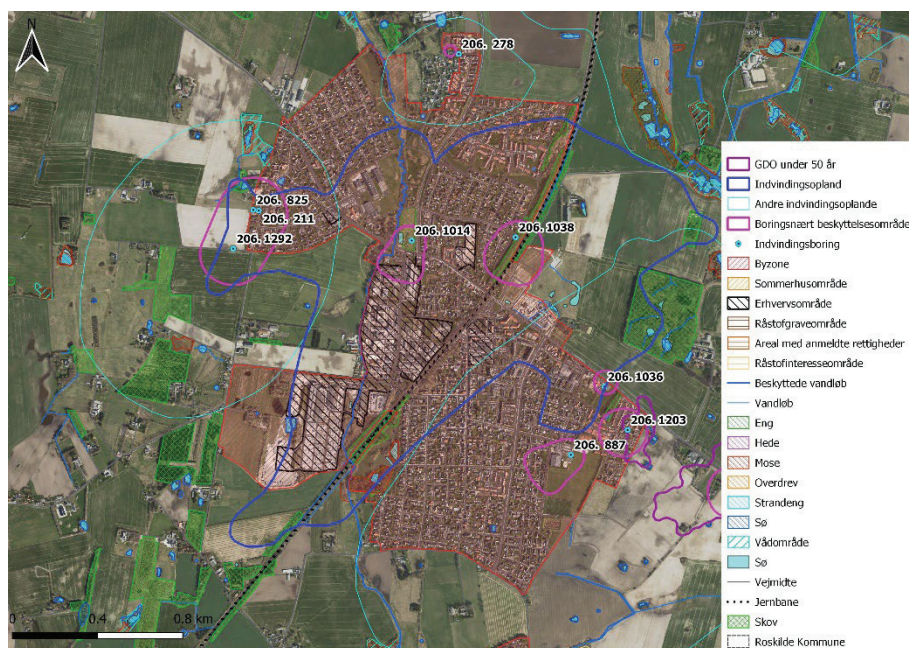 N
206. 278
206. 825
206. 211
206. 1292
206. 1014
206. 1038
206. 1036
206. 1203
206. 887
GDO under 50 år
Indvindingsopland
Andre indvindingsoplande
Boringsnært beskyttelsesområde
Indvindingsboring
Byzone
Sommerhusområde
Erhvervsområde
Råstofgraveområde
Areal med anmeldte rettigheder
Råstofinteresseområde
Beskyttede vandløb
Vandløb
Eng
Hede
Mose
Overdrev
Strandeng
Sø
Vådområde
Sø
Vejmidte
Jernbane
Skov
Roskilde Kommune
0 0.4 0.8 km